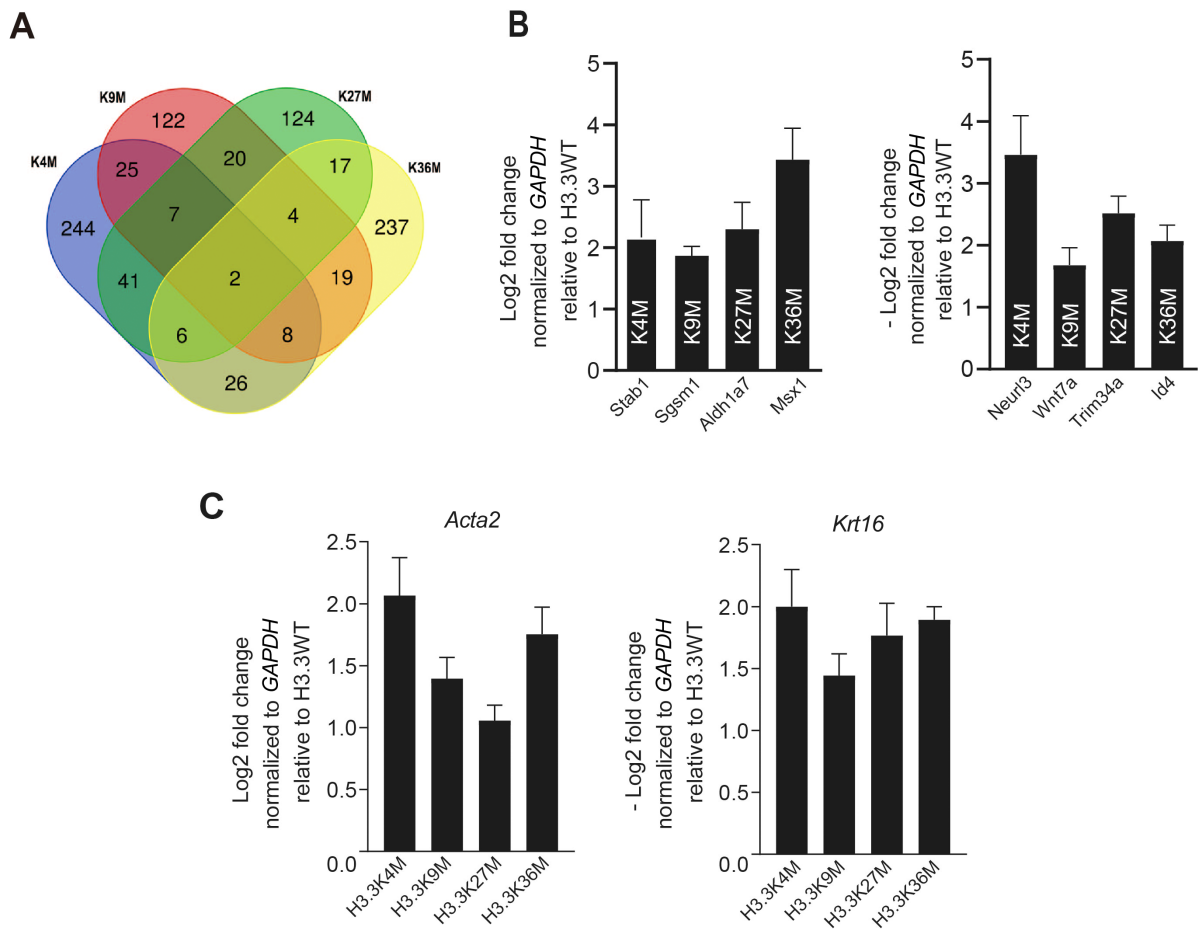 A
K9M
K27M
K4M
K36M
122
124
25
20
17
244
7
4
237
41
2
19
6
8
26
B
Log2 fold change
normalized to GAPDH
relative to H3.3WT
5
4
3
2
1
0
K4M
K9M
K27M
K36M
Stab1
Sgsm1
Aldh1a7
Msx1
- Log2 fold change
normalized to GAPDH
relative to H3.3WT
5
4
3
2
1
0
K4M
K9M
K27M
K36M
Neurl3
Wnt7a
Trim34a
Id4
C
Acta2
Log2 fold change
normalized to GAPDH
relative to H3.3WT
2.5
2.0
1.5
1.0
0.5
0.0
H3.3K4M
H3.3K9M
H3.3K27M
H3.3K36M
Krt16
- Log2 fold change
normalized to GAPDH
relative to H3.3WT
2.5
2.0
1.5
1.0
0.5
0.0
H3.3K4M
H3.3K9M
H3.3K27M
H3.3K36M